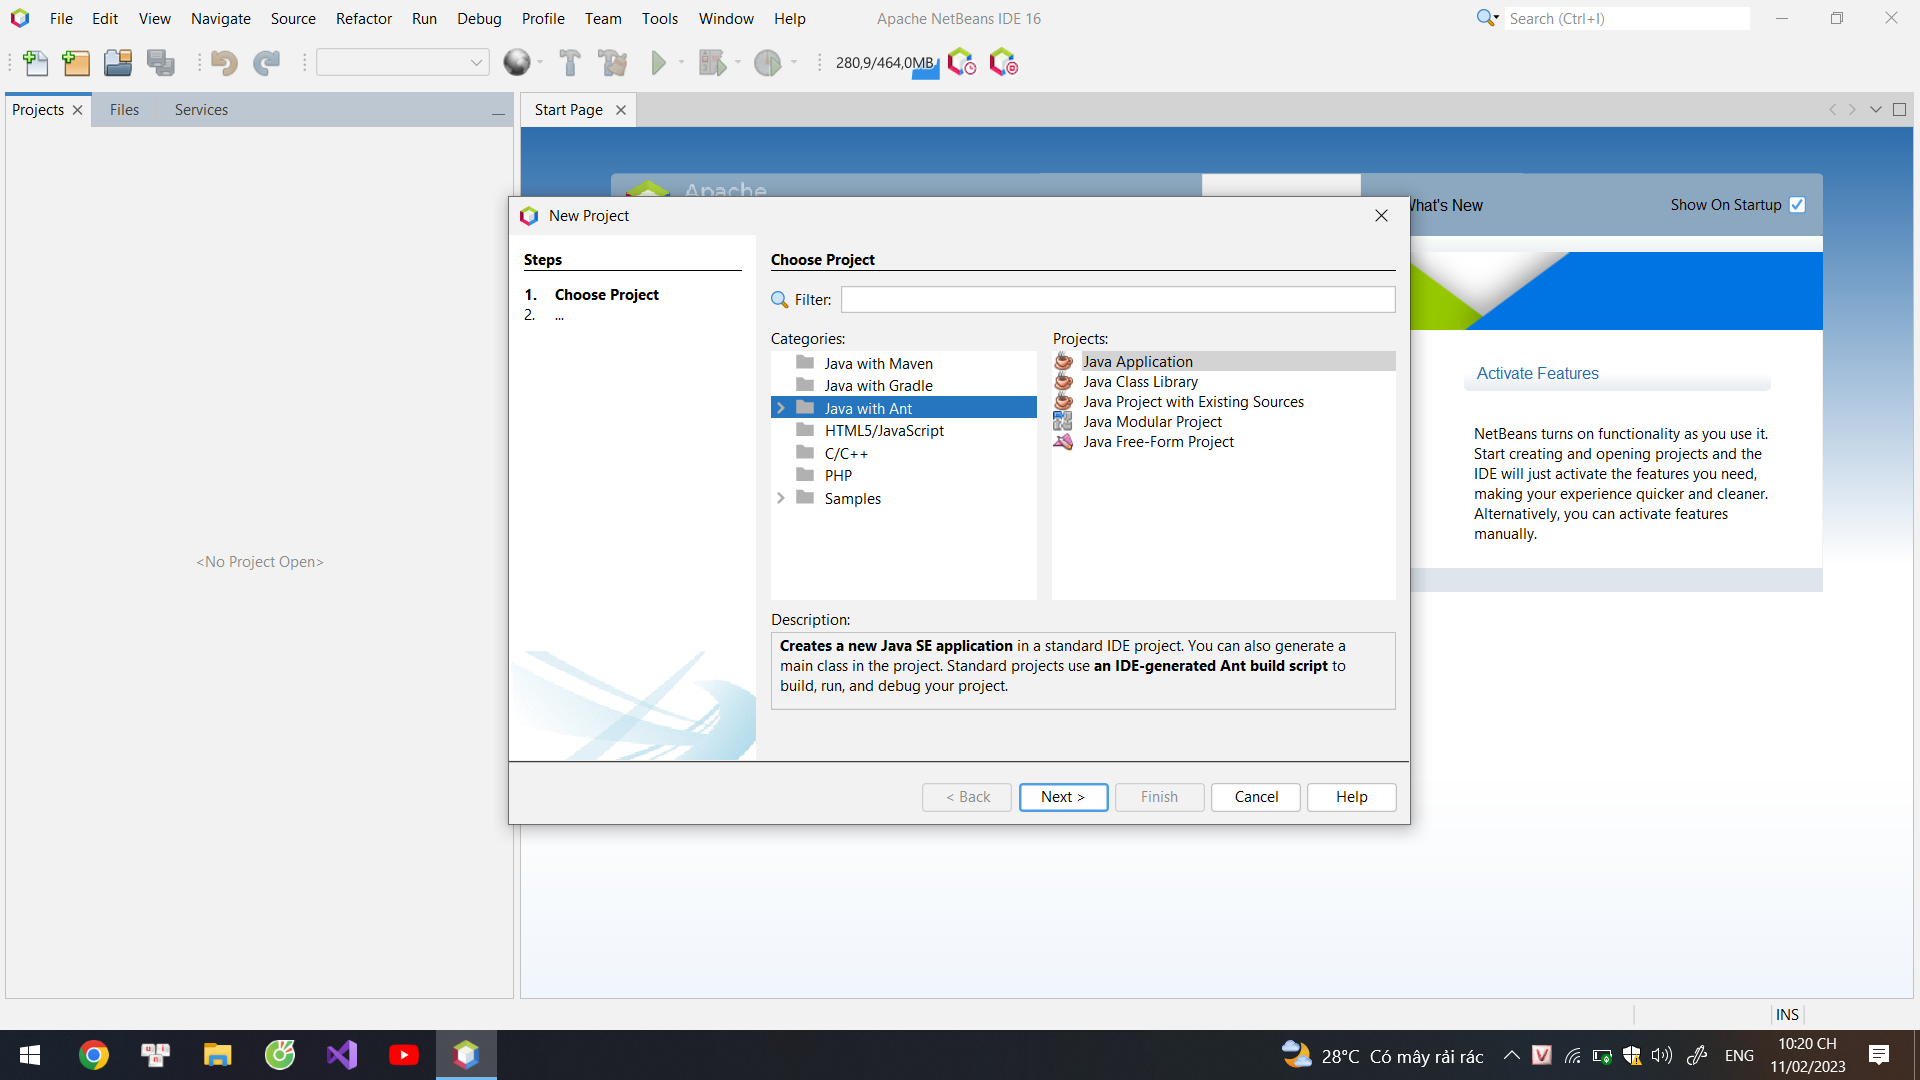 File Edit View Navigate Source Refactor Run Debug Profile Team Tools Window Help Apache NetBeans IDE 16 Search (Ctrl+I)
280,9/464,0MB
Projects Files Services Start Page
Apache
What's New Show On Startup
New Project
Steps
1. Choose Project
2. ...
Choose Project
Filter:
Categories:
Java with Maven
Java with Gradle
Java with Ant
HTML5/JavaScript
C/C++
PHP
Samples
Projects:
Java Application
Java Class Library
Java Project with Existing Sources
Java Modular Project
Java Free-Form Project
Description:
Creates a new Java SE application in a standard IDE project. You can also generate a
main class in the project. Standard projects use an IDE-generated Ant build script to
build, run, and debug your project.
< Back Next > Finish Cancel Help
<No Project Open>
Activate Features
NetBeans turns on functionality as you use it.
Start creating and opening projects and the
IDE will just activate the features you need,
making your experience quicker and cleaner.
Alternatively, you can activate features
manually.
INS
28°C Có mây rải rác ENG 10:20 CH
11/02/2023